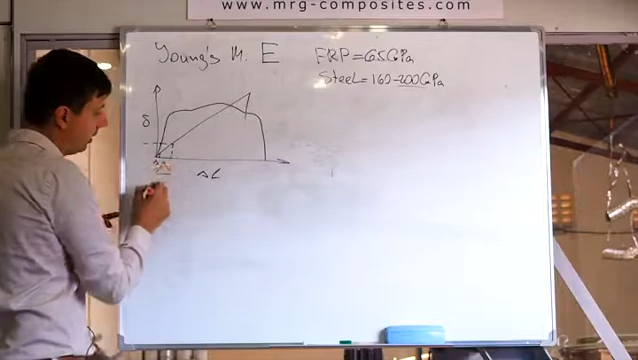 www.mrg-composites.com
Young's M. E
FRP = 65GPa
Steel = 160-200GPa
δ
ΔL